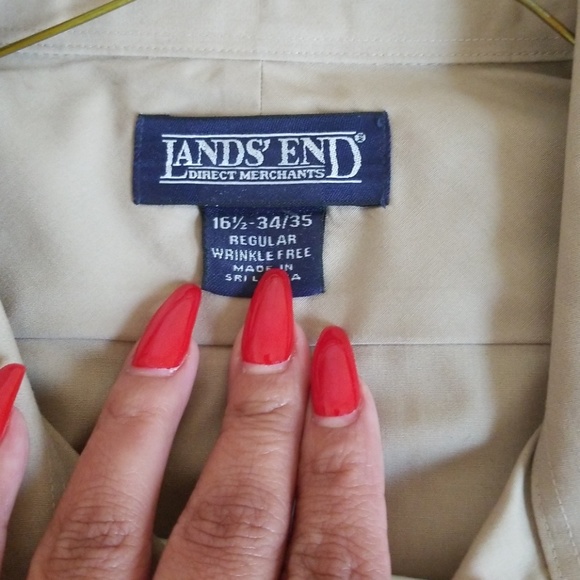 LANDS' END®
DIRECT MERCHANTS
16½-34/35
REGULAR
WRINKLE FREE
MADE IN
SRI